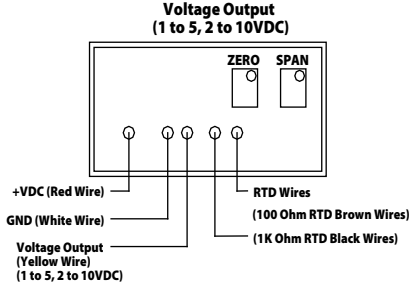 Voltage Output
(1 to 5, 2 to 10VDC)
ZERO SPAN
+VDC (Red Wire)
GND (White Wire)
Voltage Output
(Yellow Wire)
(1 to 5, 2 to 10VDC)
RTD Wires
(100 Ohm RTD Brown Wires)
(1K Ohm RTD Black Wires)